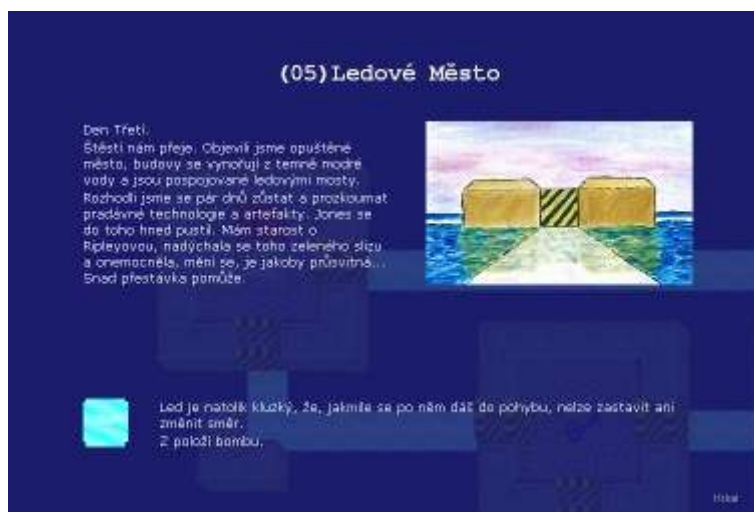 (05)Ledové Město
Den Třetí.
Štěstí nám přeje. Objevili jsme opuštěné
město, budovy se vynořují z temné modré
vody a jsou pospojované ledovými mosty.
Rozhodli jsme se pár dnů zůstat a prozkoumat
pradávné technologie a artefakty. Jones se
do toho hned pustil. Mám starost o
Ripleyovou, nadýchala se toho zeleného slizu
a onemocněla, mění se, je jakoby průsvitná...
Snad přestávka pomůže.
Led je natolik kluzký, že, jakmile se po něm dáš do pohybu, nelze zastavit ani
změnit směr.
Z položí bombu.